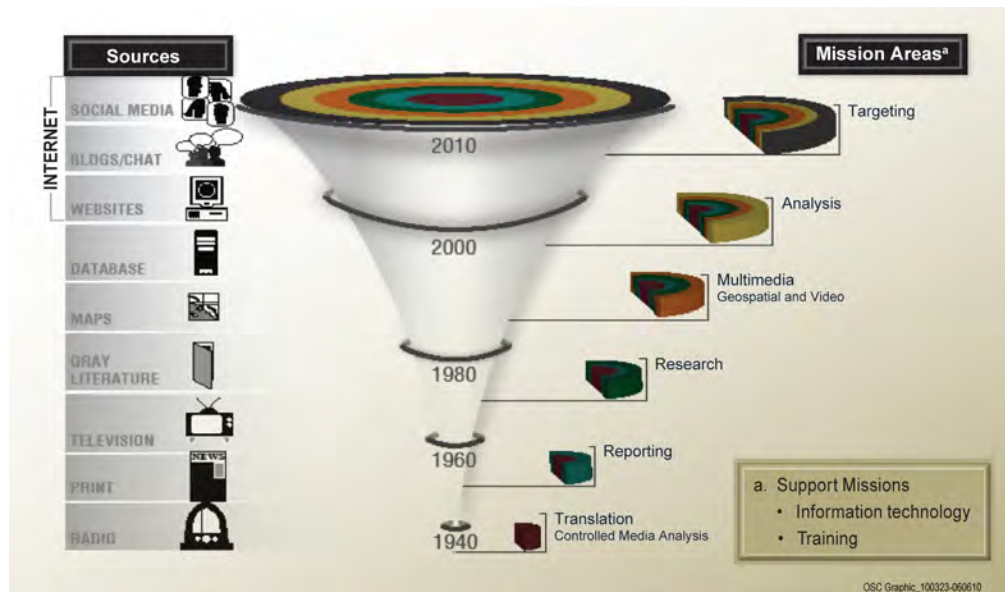 Sources
INTERNET
SOCIAL MEDIA
BLOGS/CHAT
WEBSITES
DATABASE
MAPS
GRAY
LITERATURE
TELEVISION
NEWS
PRINT
RADIO
2010
2000
1980
1960
1940
Mission Areasᵃ
Targeting
Analysis
Multimedia
Geospatial and Video
Research
Reporting
Translation
Controlled Media Analysis
a. Support Missions
• Information technology
• Training
OSC Graphic_100323-060610